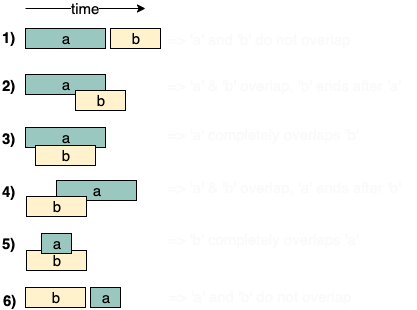 time
1) a b => 'a' and 'b' do not overlap
2) a b => 'a' & 'b' overlap, 'b' ends after 'a'
3) a b => 'a' completely overlaps 'b'
4) a b => 'a' & 'b' overlap, 'a' ends after 'b'
5) a b => 'b' completely overlaps 'a'
6) b a => 'a' and 'b' do not overlap